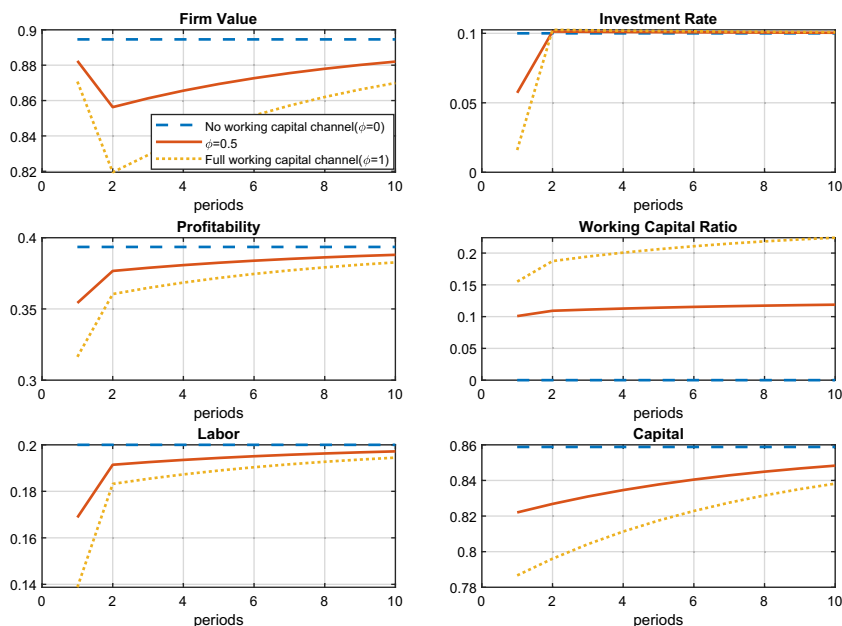 Firm Value
0.9
0.88
0.86
0.84
0.82
0 2 4 6 8 10
periods
No working capital channel(ϕ=0)
ϕ=0.5
Full working capital channel(ϕ=1)
Investment Rate
0.1
0.05
0
0 2 4 6 8 10
periods
Profitability
0.4
0.35
0.3
0 2 4 6 8 10
periods
Working Capital Ratio
0.2
0.15
0.1
0.05
0
0 2 4 6 8 10
periods
Labor
0.2
0.18
0.16
0.14
0 2 4 6 8 10
periods
Capital
0.86
0.84
0.82
0.8
0.78
0 2 4 6 8 10
periods